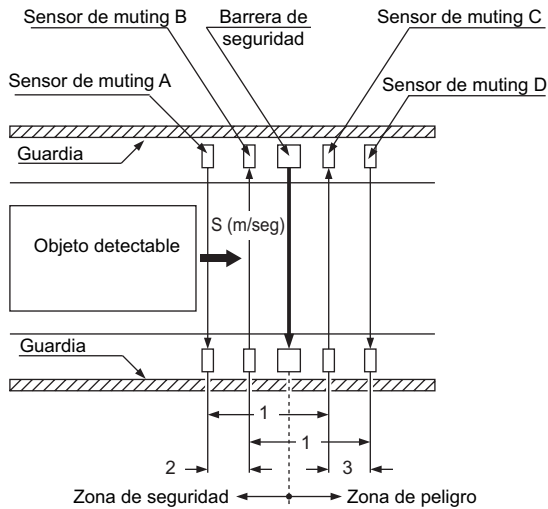 Sensor de muting B
Barrera de
seguridad
Sensor de muting C
Sensor de muting A
Sensor de muting D
Guardia
S (m/seg)
Objeto detectable
Guardia
1
1
2
3
Zona de seguridad
Zona de peligro